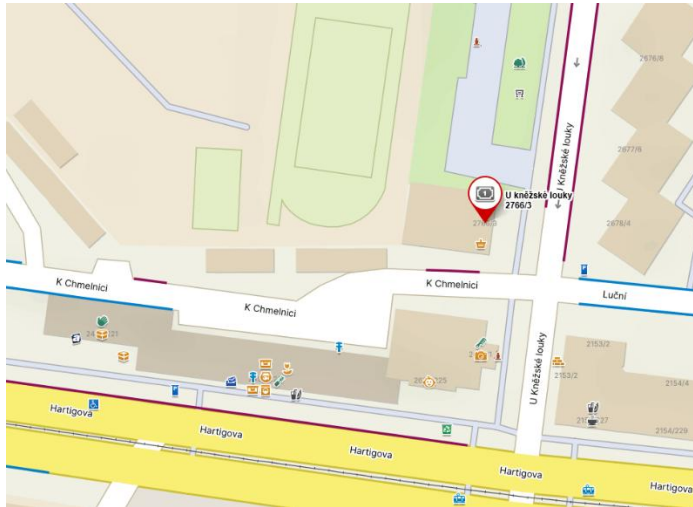 2676/8
U Kněžské louky
2677/6
U kněžské louky
2766/3
2678/4
K Chmelnici
K Chmelnici
K Chmelnici
Luční
U Kněžské louky
2153/2
2153/2
2154/4
2154/229
Hartigova
Hartigova
Hartigova
Hartigova
Hartigova